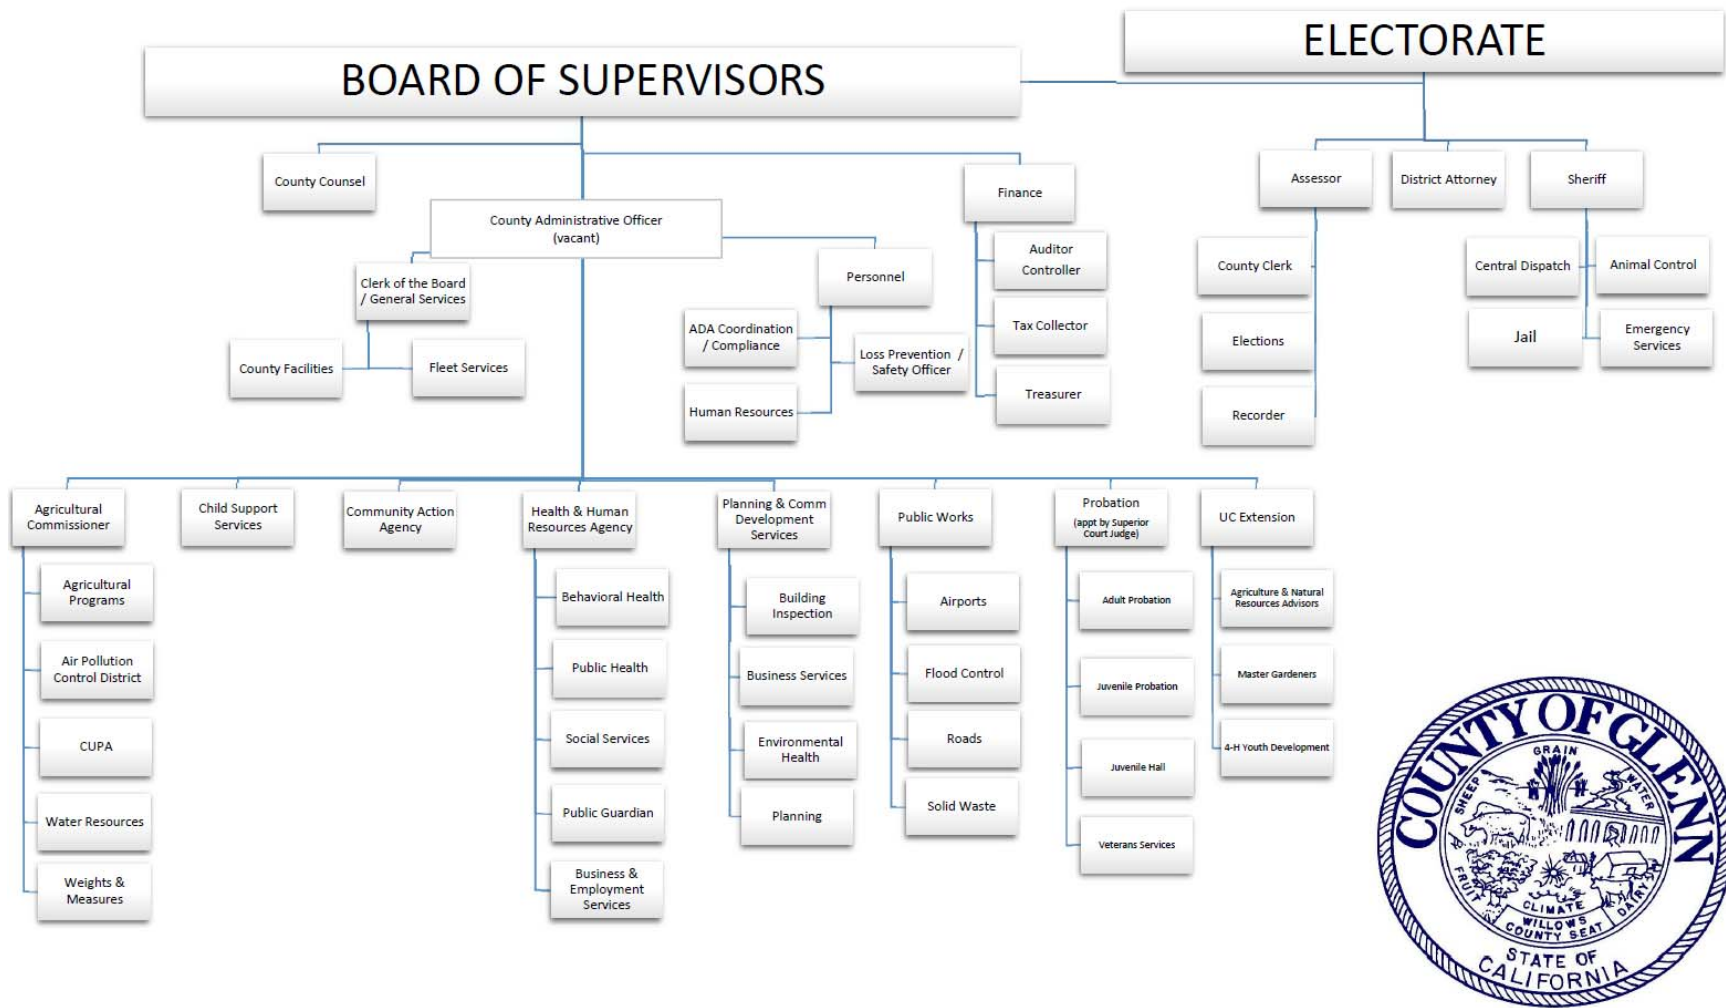 ELECTORATE
BOARD OF SUPERVISORS
County Counsel
County Administrative Officer
(vacant)
Finance
Assessor
District Attorney
Sheriff
Clerk of the Board
/ General Services
Personnel
Auditor
Controller
County Clerk
Central Dispatch
Animal Control
ADA Coordination
/ Compliance
Tax Collector
Elections
Jail
Emergency
Services
County Facilities
Fleet Services
Loss Prevention /
Safety Officer
Human Resources
Treasurer
Recorder
Agricultural
Commissioner
Child Support
Services
Community Action
Agency
Health & Human
Resources Agency
Planning & Comm
Development
Services
Public Works
Probation
(appt by Superior
Court Judge)
UC Extension
Agricultural
Programs
Air Pollution
Control District
CUPA
Water Resources
Weights &
Measures
Behavioral Health
Public Health
Social Services
Public Guardian
Business &
Employment
Services
Building
Inspection
Business Services
Environmental
Health
Planning
Airports
Flood Control
Roads
Solid Waste
Adult Probation
Juvenile Probation
Juvenile Hall
Veterans Services
Agriculture & Natural
Resources Advisors
Master Gardeners
4-H Youth Development
COUNTY OF GLENN
GRAIN
SHEEP
WATER
FRUIT
DAIRY
CLIMATE
WILLOWS
COUNTY SEAT
STATE OF
CALIFORNIA